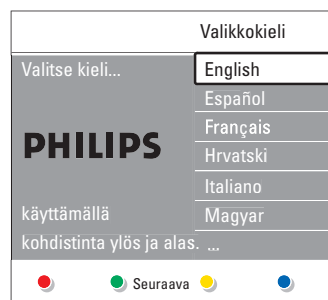 Valikkokieli
Valitse kieli...
English
Español
Français
PHILIPS
Hrvatski
Italiano
käyttämällä
Magyar
kohdistinta ylös ja alas. ...
Seuraava